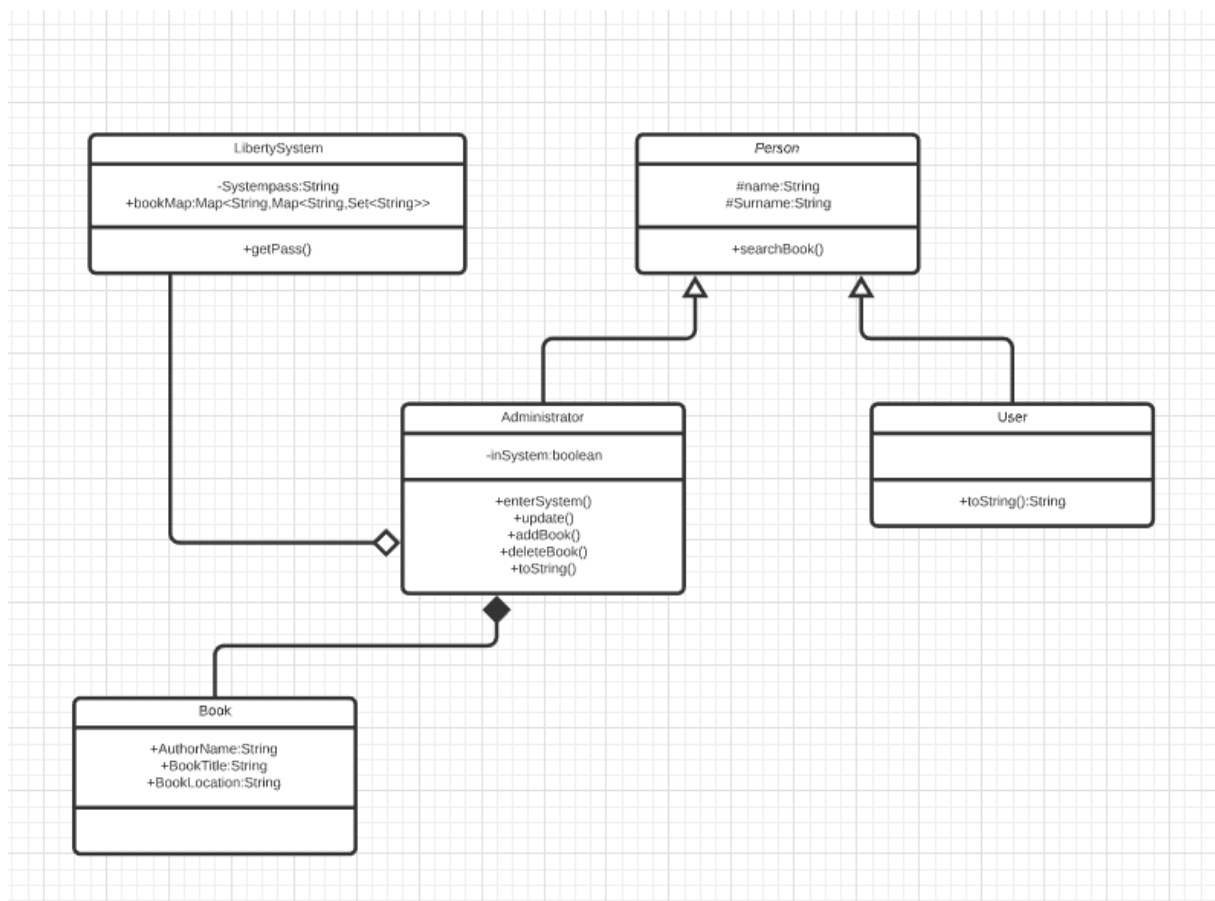 LibertySystem
-Systempass:String
+bookMap:Map<String,Map<String,Set<String>>
+getPass()
Person
#name:String
#Surname:String
+searchBook()
Administrator
-inSystem:boolean
+enterSystem()
+update()
+addBook()
+deleteBook()
+toString()
User
+toString():String
Book
+AuthorName:String
+BookTitle:String
+BookLocation:String